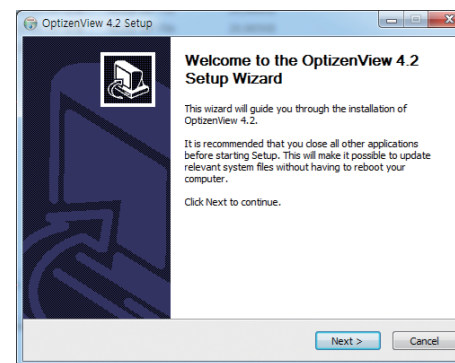 OptizenView 4.2 Setup
Welcome to the OptizenView 4.2
Setup Wizard
This wizard will guide you through the installation of
OptizenView 4.2.
It is recommended that you close all other applications
before starting Setup. This will make it possible to update
relevant system files without having to reboot your
computer.
Click Next to continue.
Next >
Cancel